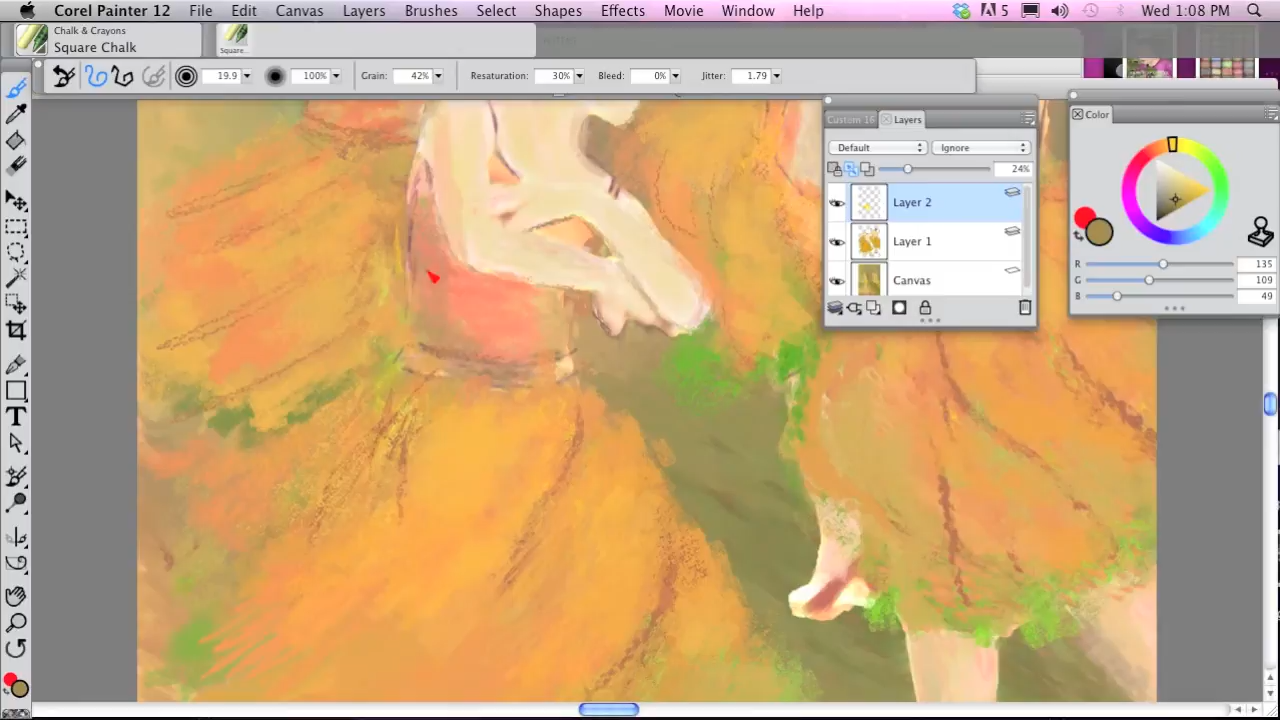 Corel Painter 12 File Edit Canvas Layers Brushes Select Shapes Effects Movie Window Help 5 Wed 1:08 PM
Chalk & Crayons
Square Chalk
Square...
19.9 100% Grain: 42% Resaturation: 30% Bleed: 0% Jitter: 1.79
Custom 16 Layers
Default Ignore
24%
Layer 2
Layer 1
Canvas
Color
R 135
G 109
B 49
T